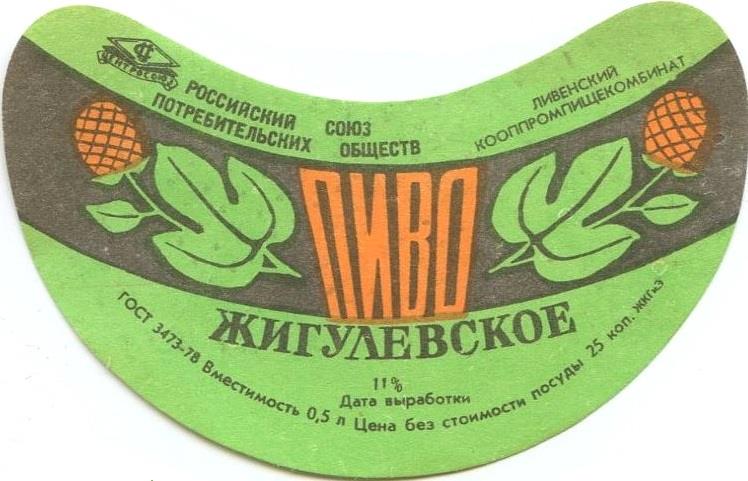 ЦЕНТРОСОЮЗ
РОССИЙСКИЙ СОЮЗ
ПОТРЕБИТЕЛЬСКИХ ОБЩЕСТВ
ЛИВЕНСКИЙ
КООППРОМПИЩЕКОМБИНАТ
ПИВО
ЖИГУЛЕВСКОЕ
11%
Дата выработки
ГОСТ 3473-78 Вместимость 0,5 л Цена без стоимости посуды 25 коп.